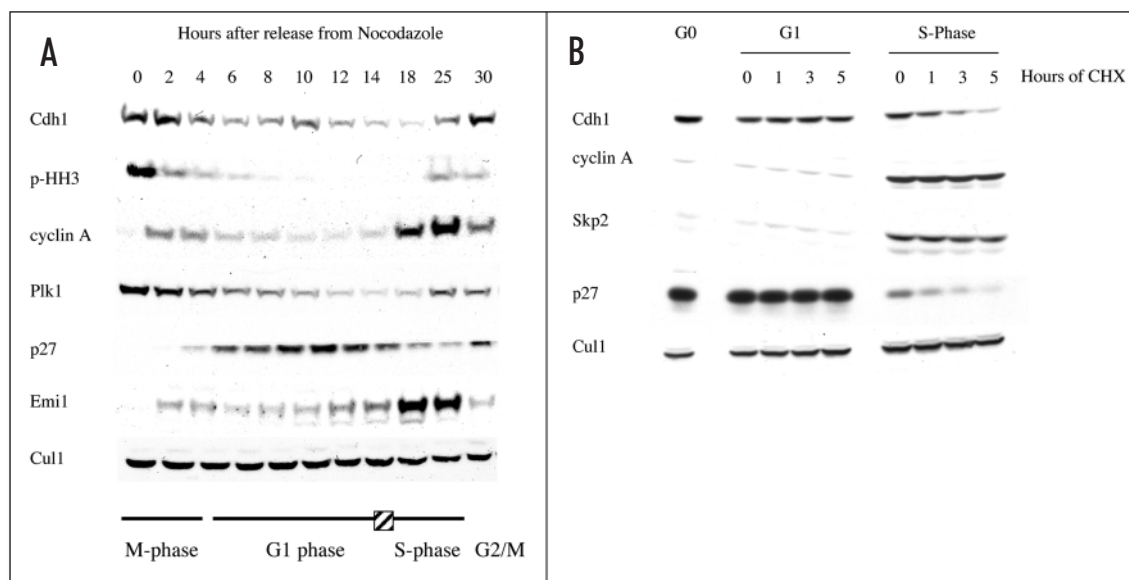 A
Hours after release from Nocodazole
0 2 4 6 8 10 12 14 18 25 30
Cdh1
p-HH3
cyclin A
Plk1
p27
Emi1
Cul1
M-phase G1 phase S-phase G2/M
B
G0 G1 S-Phase
0 1 3 5 0 1 3 5 Hours of CHX
Cdh1
cyclin A
Skp2
p27
Cul1